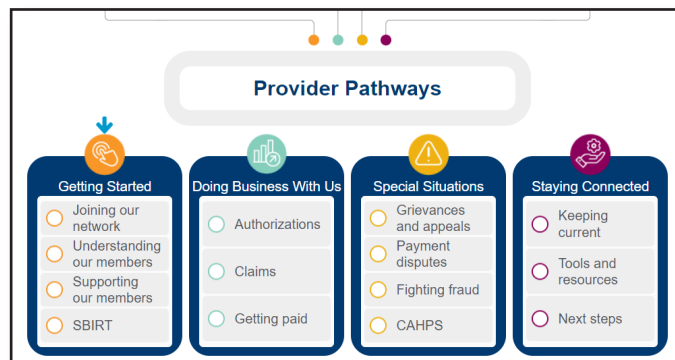 Provider Pathways
Getting Started
Joining our
network
Understanding
our members
Supporting
our members
SBIRT
Doing Business With Us
Authorizations
Claims
Getting paid
Special Situations
Grievances
and appeals
Payment
disputes
Fighting fraud
CAHPS
Staying Connected
Keeping
current
Tools and
resources
Next steps